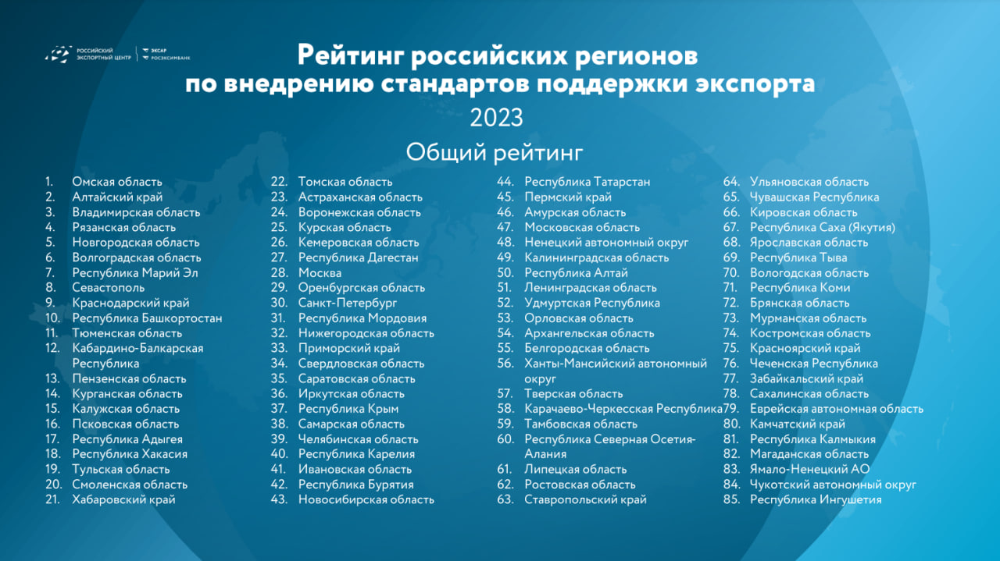 РОССИЙСКИЙ
ЭКСПОРТНЫЙ ЦЕНТР
ЭКСАР
РОСЭКСИМБАНК
Рейтинг российских регионов
по внедрению стандартов поддержки экспорта
2023
Общий рейтинг
1. Омская область
2. Алтайский край
3. Владимирская область
4. Рязанская область
5. Новгородская область
6. Волгоградская область
7. Республика Марий Эл
8. Севастополь
9. Краснодарский край
10. Республика Башкортостан
11. Тюменская область
12. Кабардино-Балкарская
Республика
13. Пензенская область
14. Курганская область
15. Калужская область
16. Псковская область
17. Республика Адыгея
18. Республика Хакасия
19. Тульская область
20. Смоленская область
21. Хабаровский край
22. Томская область
23. Астраханская область
24. Воронежская область
25. Курская область
26. Кемеровская область
27. Республика Дагестан
28. Москва
29. Оренбургская область
30. Санкт-Петербург
31. Республика Мордовия
32. Нижегородская область
33. Приморский край
34. Свердловская область
35. Саратовская область
36. Иркутская область
37. Республика Крым
38. Самарская область
39. Челябинская область
40. Республика Карелия
41. Ивановская область
42. Республика Бурятия
43. Новосибирская область
44. Республика Татарстан
45. Пермский край
46. Амурская область
47. Московская область
48. Ненецкий автономный округ
49. Калининградская область
50. Республика Алтай
51. Ленинградская область
52. Удмуртская Республика
53. Орловская область
54. Архангельская область
55. Белгородская область
56. Ханты-Мансийский автономный
округ
57. Тверская область
58. Карачаево-Черкесская Республика
59. Тамбовская область
60. Республика Северная Осетия-
Алания
61. Липецкая область
62. Ростовская область
63. Ставропольский край
64. Ульяновская область
65. Чувашская Республика
66. Кировская область
67. Республика Саха (Якутия)
68. Ярославская область
69. Республика Тыва
70. Вологодская область
71. Республика Коми
72. Брянская область
73. Мурманская область
74. Костромская область
75. Красноярский край
76. Чеченская Республика
77. Забайкальский край
78. Сахалинская область
79. Еврейская автономная область
80. Камчатский край
81. Республика Калмыкия
82. Магаданская область
83. Ямало-Ненецкий АО
84. Чукотский автономный округ
85. Республика Ингушетия